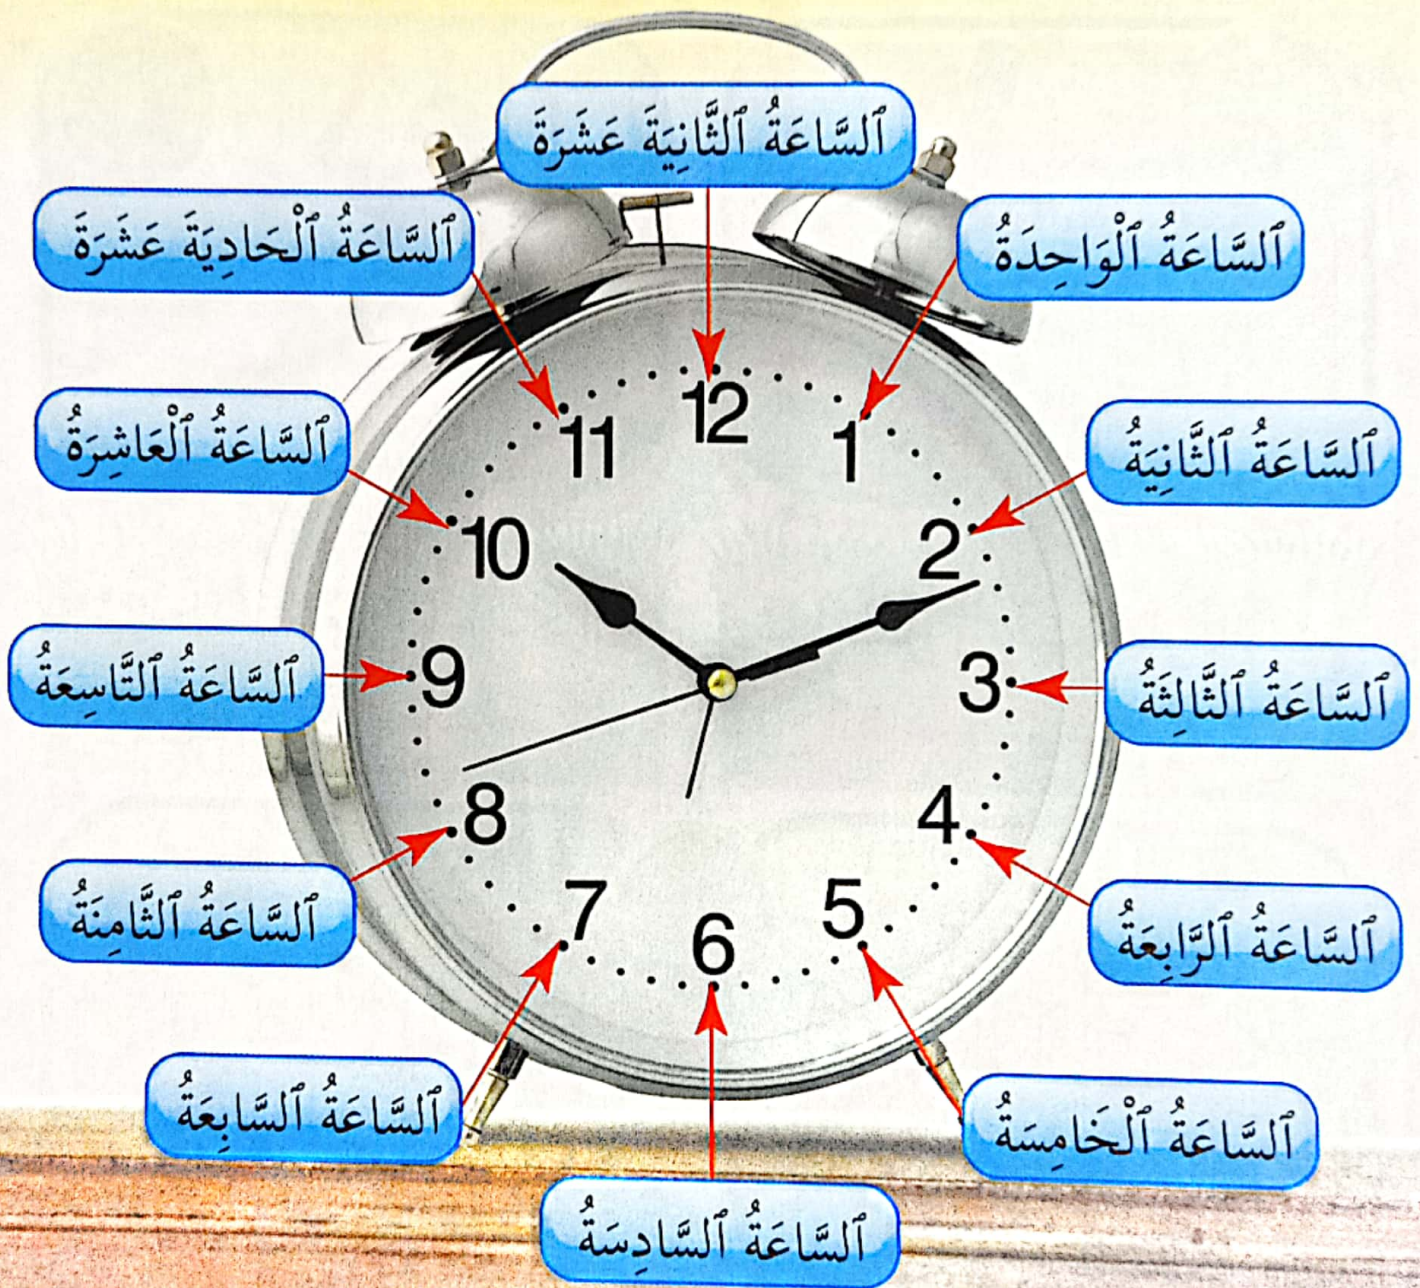 ٱلسَّاعَةُ ٱلثَّانِيَةَ عَشَرَةَ
ٱلسَّاعَةُ ٱلْوَاحِدَةُ
ٱلسَّاعَةُ ٱلثَّانِيَةُ
ٱلسَّاعَةُ ٱلثَّالِثَةُ
ٱلسَّاعَةُ ٱلرَّابِعَةُ
ٱلسَّاعَةُ ٱلْخَامِسَةُ
ٱلسَّاعَةُ ٱلسَّادِسَةُ
ٱلسَّاعَةُ ٱلسَّابِعَةُ
ٱلسَّاعَةُ ٱلثَّامِنَةُ
ٱلسَّاعَةُ ٱلتَّاسِعَةُ
ٱلسَّاعَةُ ٱلْعَاشِرَةُ
ٱلسَّاعَةُ ٱلْحَادِيَةَ عَشَرَةَ
12
1
2
3
4
5
6
7
8
9
10
11